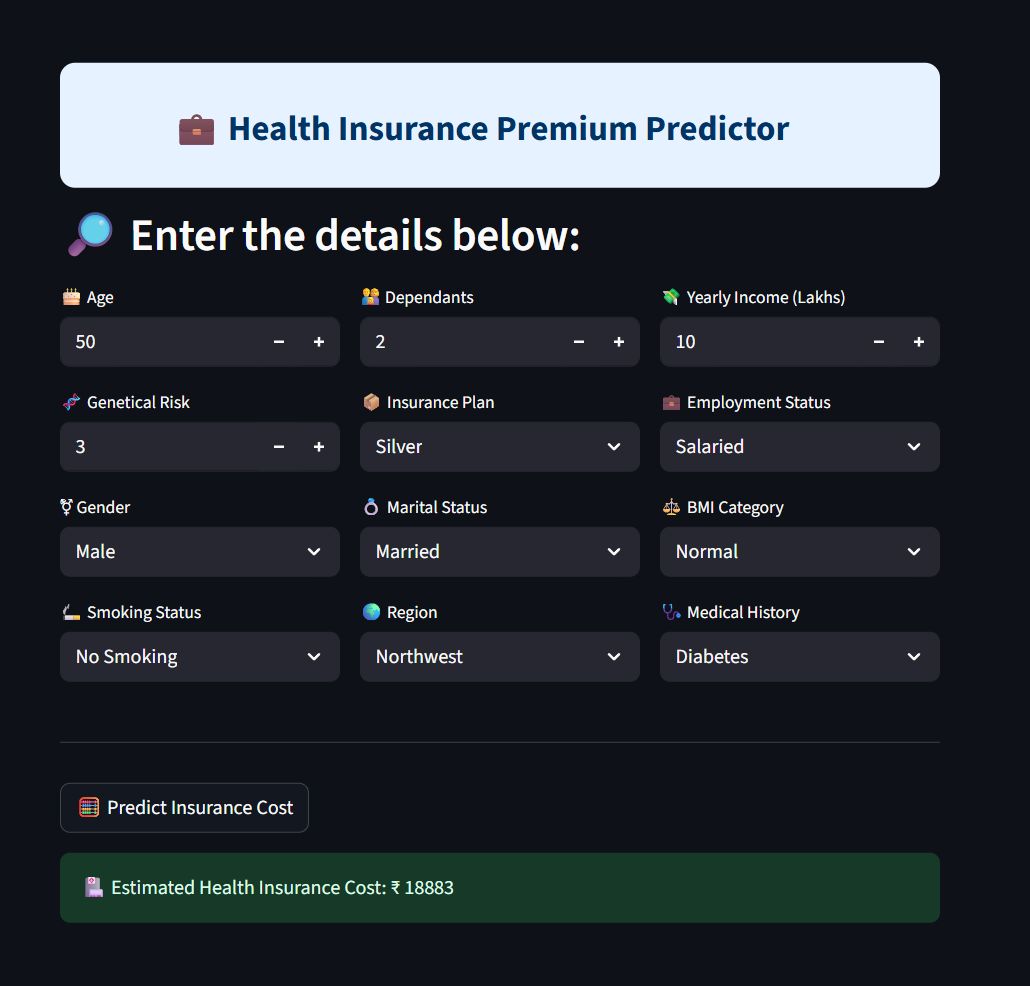 Health Insurance Premium Predictor
Enter the details below:
Age
Dependants
Yearly Income (Lakhs)
50
2
10
Genetical Risk
Insurance Plan
Employment Status
3
Silver
Salaried
Gender
Marital Status
BMI Category
Male
Married
Normal
Smoking Status
Region
Medical History
No Smoking
Northwest
Diabetes
Predict Insurance Cost
Estimated Health Insurance Cost: ₹ 18883